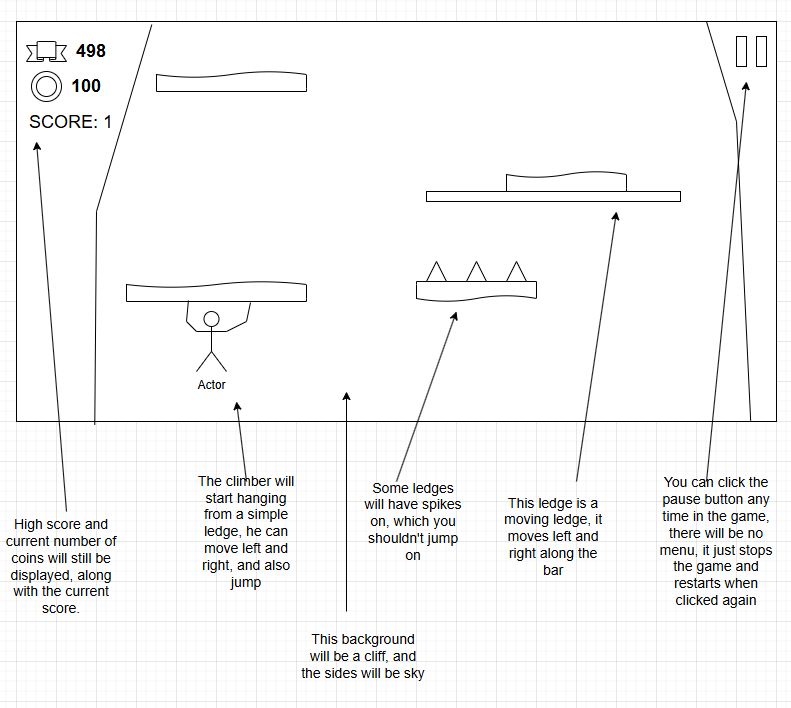 498
100
SCORE: 1
Actor
High score and
current number of
coins will still be
displayed, along
with the current
score.
The climber will
start hanging
from a simple
ledge, he can
move left and
right, and also
jump
This background
will be a cliff, and
the sides will be sky
Some ledges
will have spikes
on, which you
shouldn't jump
on
This ledge is a
moving ledge, it
moves left and
right along the
bar
You can click the
pause button any
time in the game,
there will be no
menu, it just stops
the game and
restarts when
clicked again